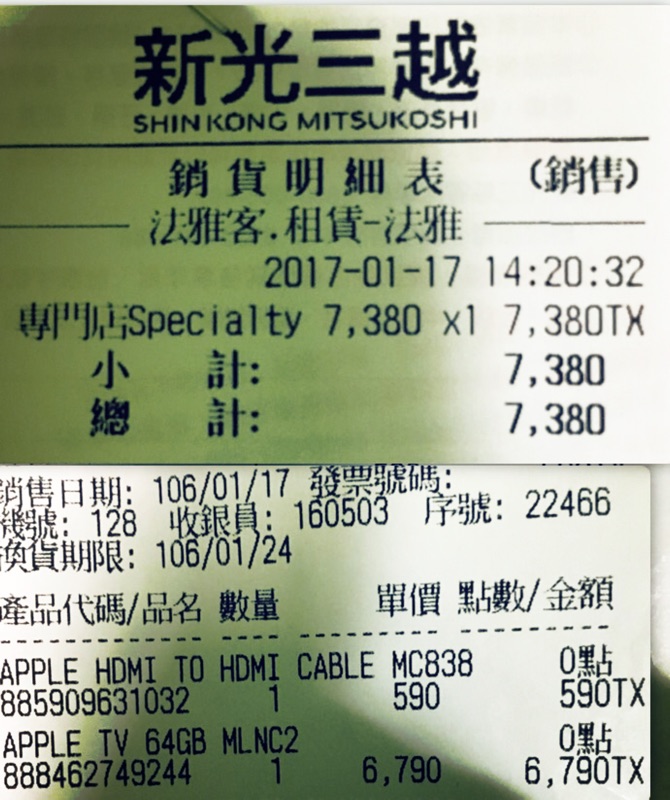 新光三越
SHIN KONG MITSUKOSHI
銷貨明細表 (銷售)
法雅客.租賃-法雅
2017-01-17 14:20:32
專門店Specialty 7,380 x1 7,380TX
小 計: 7,380
總 計: 7,380
銷售日期: 106/01/17 發票號碼:
機號: 128 收銀員: 160503 序號: 22466
換貨期限: 106/01/24
產品代碼/品名 數量 單價 點數/金額
APPLE HDMI TO HDMI CABLE MC838 0點
885909631032 1 590 590TX
APPLE TV 64GB MLNC2 0點
888462749244 1 6,790 6,790TX